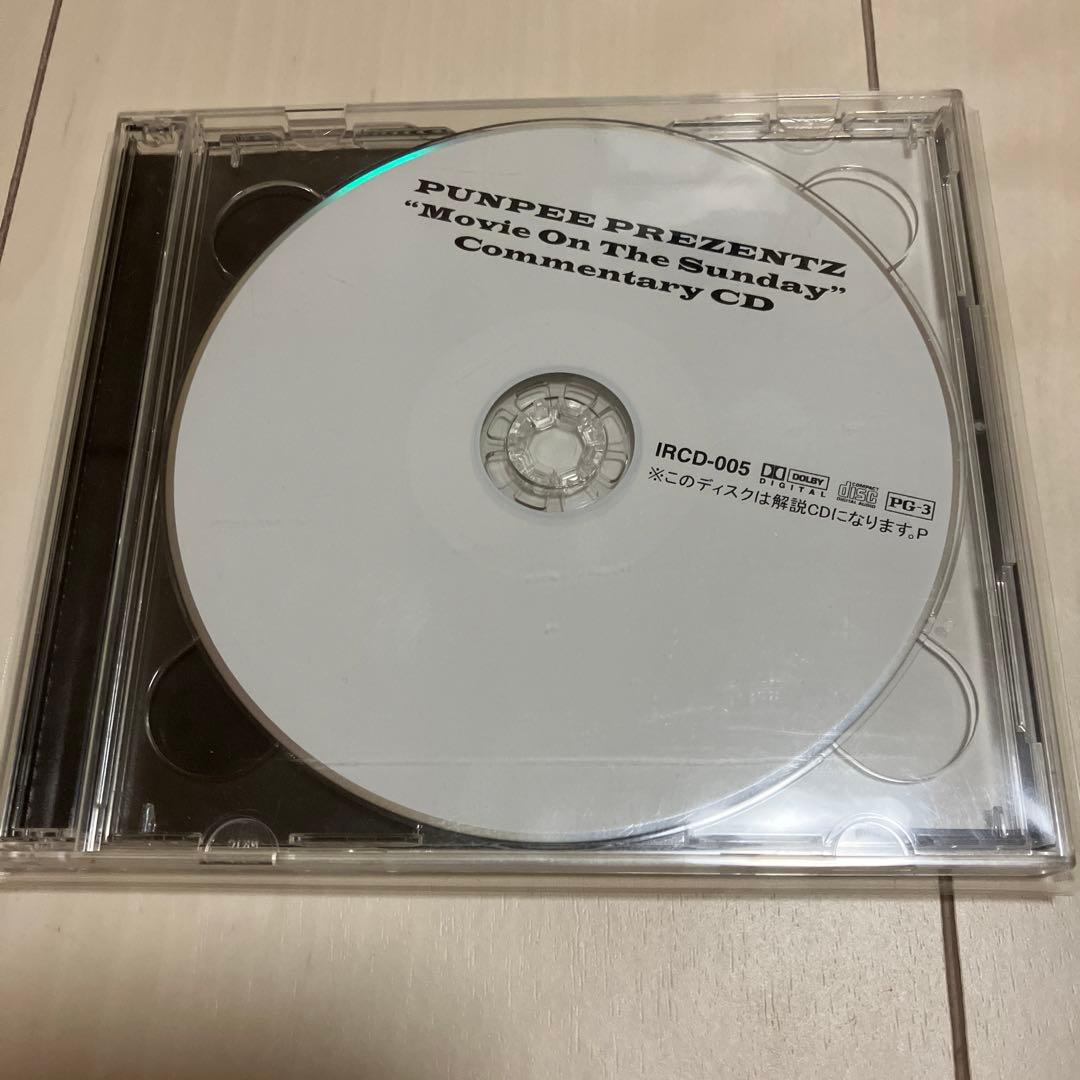 PUNPEE PREZENTZ
“Movie On The Sunday”
Commentary CD
IRCD-005 DOLBY DIGITAL COMPACT disc DIGITAL AUDIO PG-3
※このディスクは解説CDになります。P